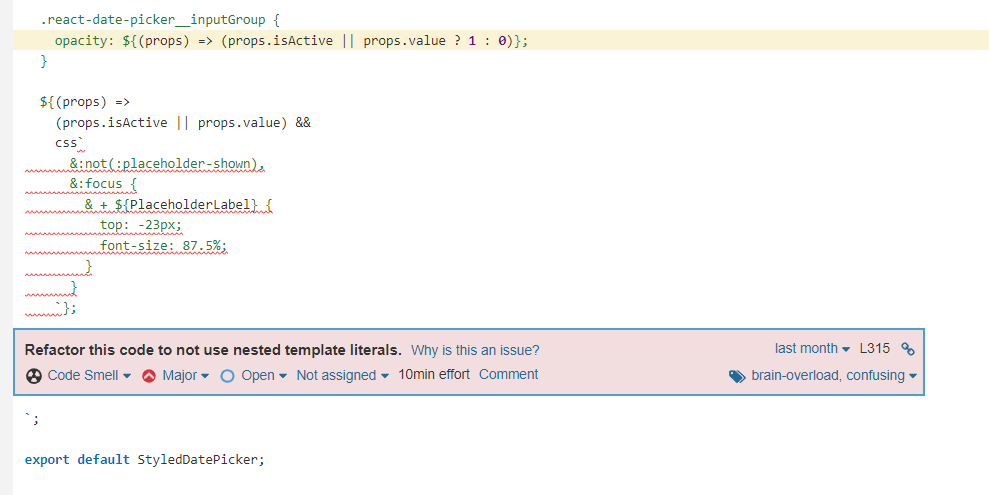 .react-date-picker__inputGroup {
opacity: ${(props) => (props.isActive || props.value ? 1 : 0)};
}
${(props) =>
(props.isActive || props.value) &&
css`
&:not(:placeholder-shown),
&:focus {
& + ${PlaceholderLabel} {
top: -23px;
font-size: 87.5%;
}
}
`};
Refactor this code to not use nested template literals. Why is this an issue? last month L315
Code Smell Major Open Not assigned 10min effort Comment brain-overload, confusing
`;
export default StyledDatePicker;